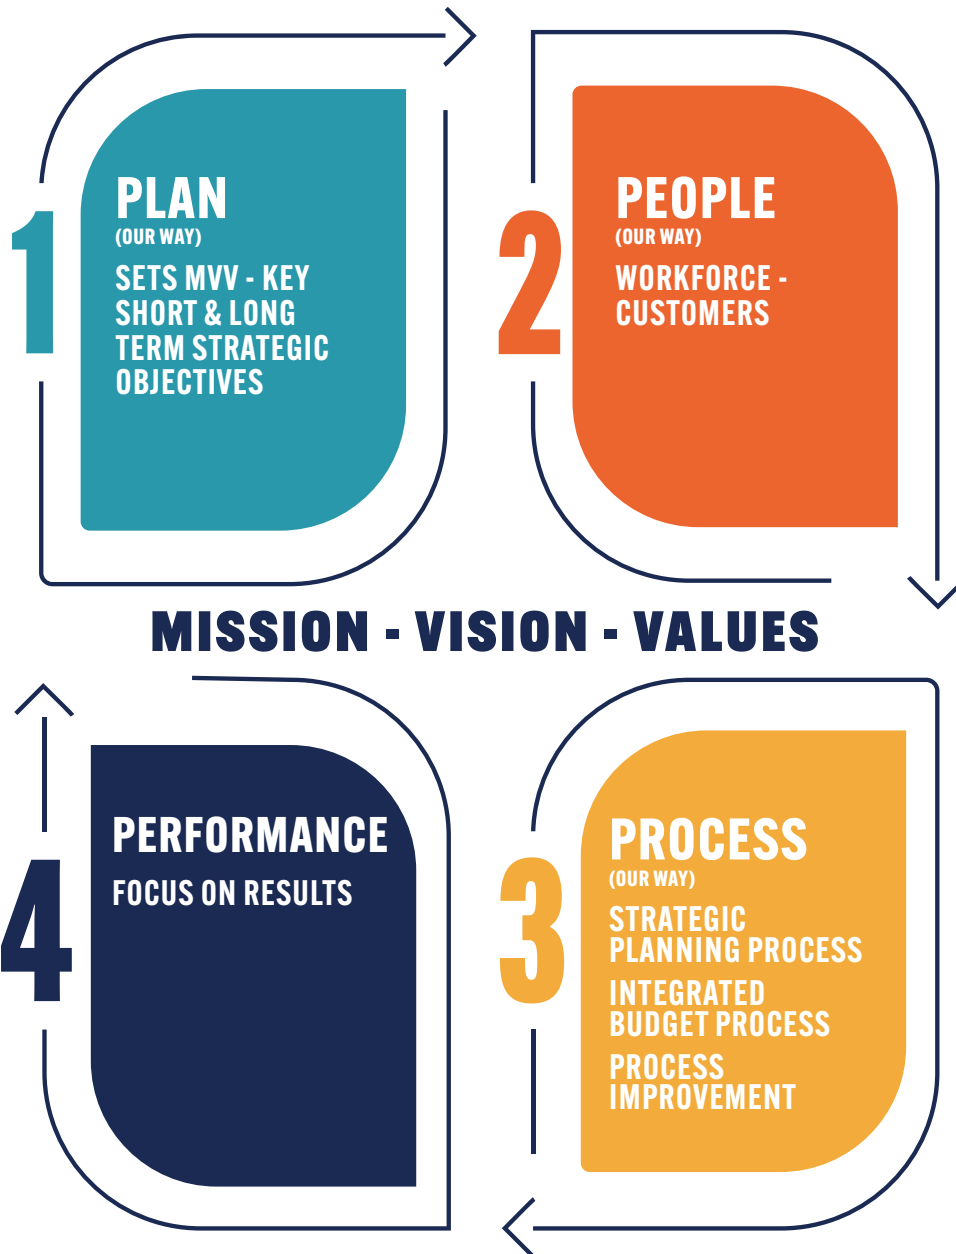 1
PLAN
(OUR WAY)
SETS MVV - KEY
SHORT & LONG
TERM STRATEGIC
OBJECTIVES
2
PEOPLE
(OUR WAY)
WORKFORCE -
CUSTOMERS
MISSION - VISION - VALUES
4
PERFORMANCE
FOCUS ON RESULTS
3
PROCESS
(OUR WAY)
STRATEGIC
PLANNING PROCESS
INTEGRATED
BUDGET PROCESS
PROCESS
IMPROVEMENT